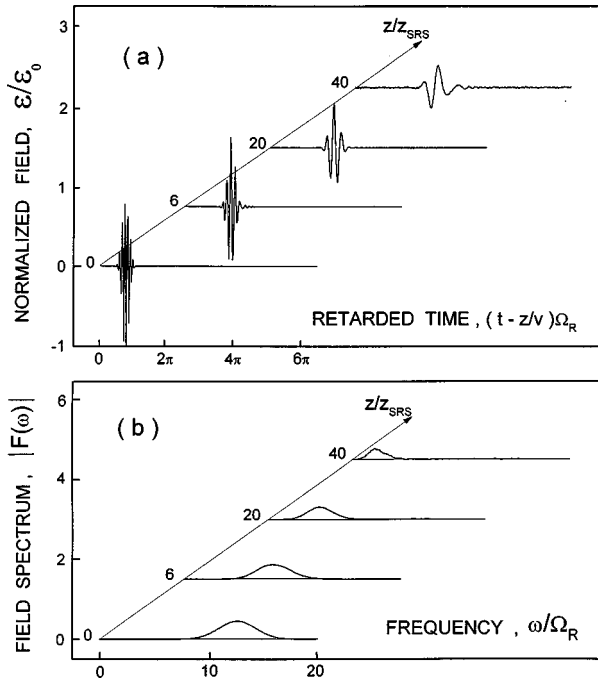 3
2
1
0
-1
NORMALIZED FIELD, ε/ε₀
(a)
z/z_SRS
40
20
6
0
RETARDED TIME, (t - z/v)Ω_R
0 2π 4π 6π
6
4
2
0
FIELD SPECTRUM, |F(ω)|
(b)
z/z_SRS
40
20
6
0
FREQUENCY, ω/Ω_R
0 10 20